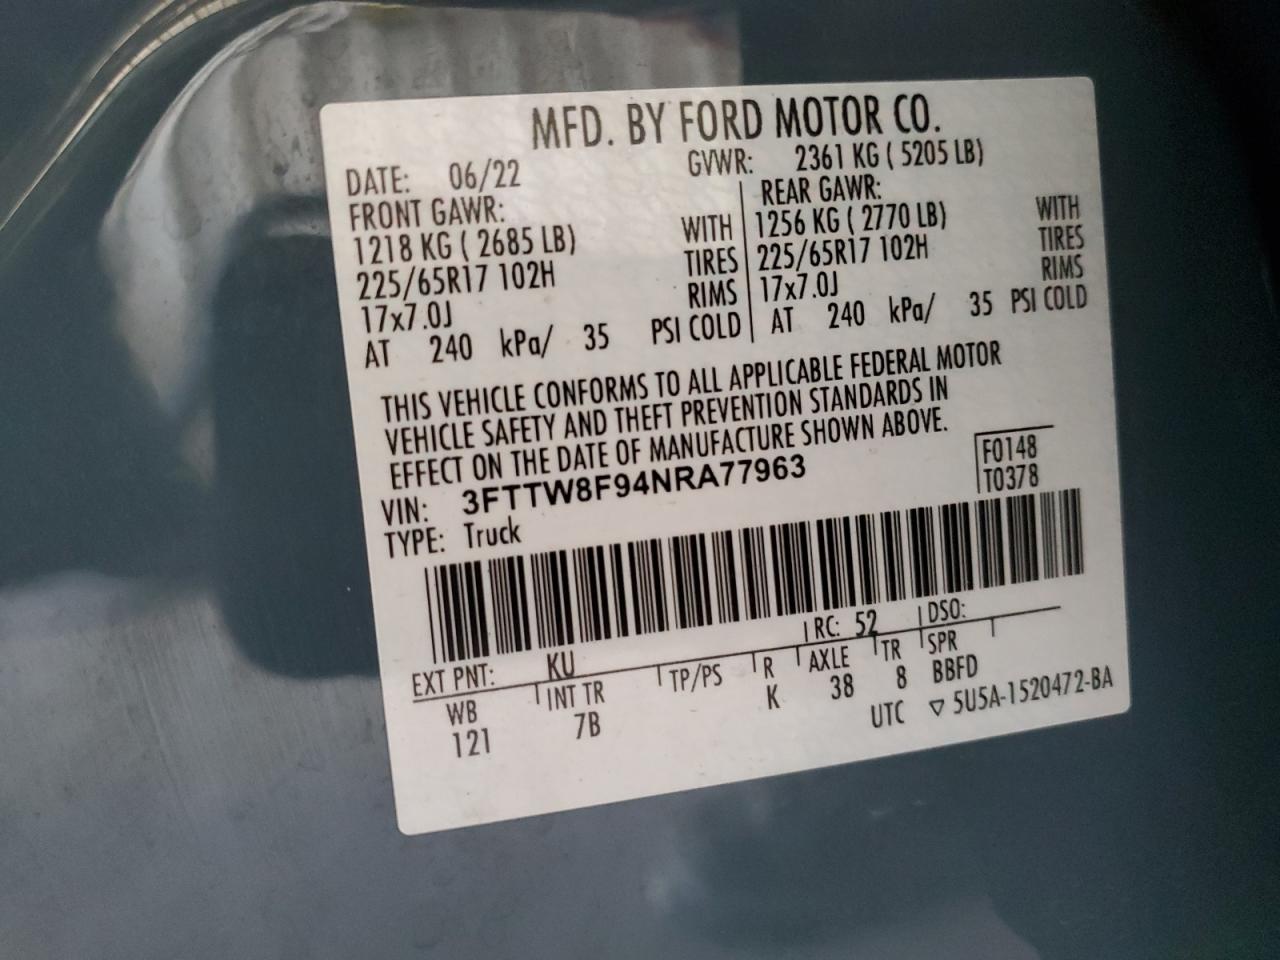 MFD. BY FORD MOTOR CO.
DATE: 06/22 GVWR: 2361 KG ( 5205 LB)
FRONT GAWR:
1218 KG ( 2685 LB) WITH
225/65R17 102H TIRES
17x7.0J RIMS
AT 240 kPa/ 35 PSI COLD
REAR GAWR:
1256 KG ( 2770 LB) WITH
225/65R17 102H TIRES
17x7.0J RIMS
AT 240 kPa/ 35 PSI COLD
THIS VEHICLE CONFORMS TO ALL APPLICABLE FEDERAL MOTOR
VEHICLE SAFETY AND THEFT PREVENTION STANDARDS IN
EFFECT ON THE DATE OF MANUFACTURE SHOWN ABOVE.
VIN: 3FTTW8F94NRA77963
TYPE: Truck
F0148
T0378
EXT PNT: KU RC: 52 DSO:
WB INT TR TP/PS R AXLE TR SPR
121 7B K 38 8 BBFD
UTC ▽ 5U5A-1520472-BA